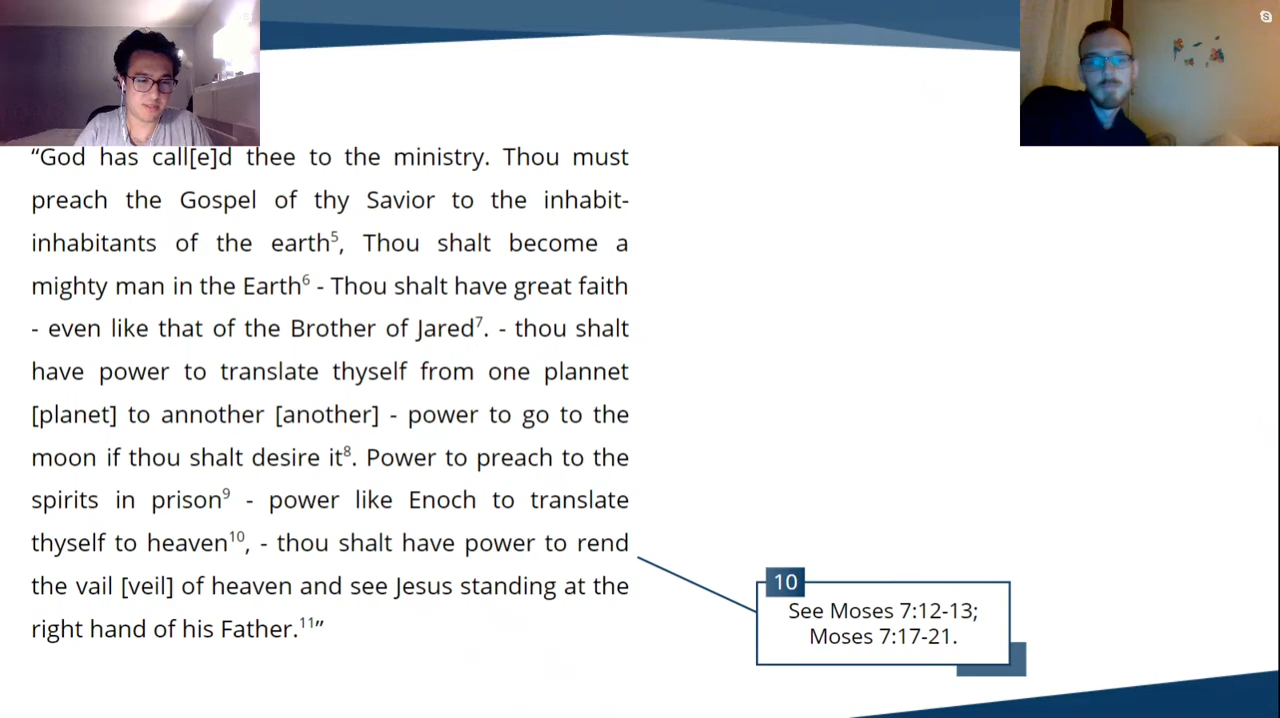 “God has call[e]d thee to the ministry. Thou must
preach the Gospel of thy Savior to the inhabit-
inhabitants of the earth⁵, Thou shalt become a
mighty man in the Earth⁶ - Thou shalt have great faith
- even like that of the Brother of Jared⁷. - thou shalt
have power to translate thyself from one plannet
[planet] to annother [another] - power to go to the
moon if thou shalt desire it⁸. Power to preach to the
spirits in prison⁹ - power like Enoch to translate
thyself to heaven¹⁰, - thou shalt have power to rend
the vail [veil] of heaven and see Jesus standing at the
right hand of his Father.¹¹”
10
See Moses 7:12-13;
Moses 7:17-21.